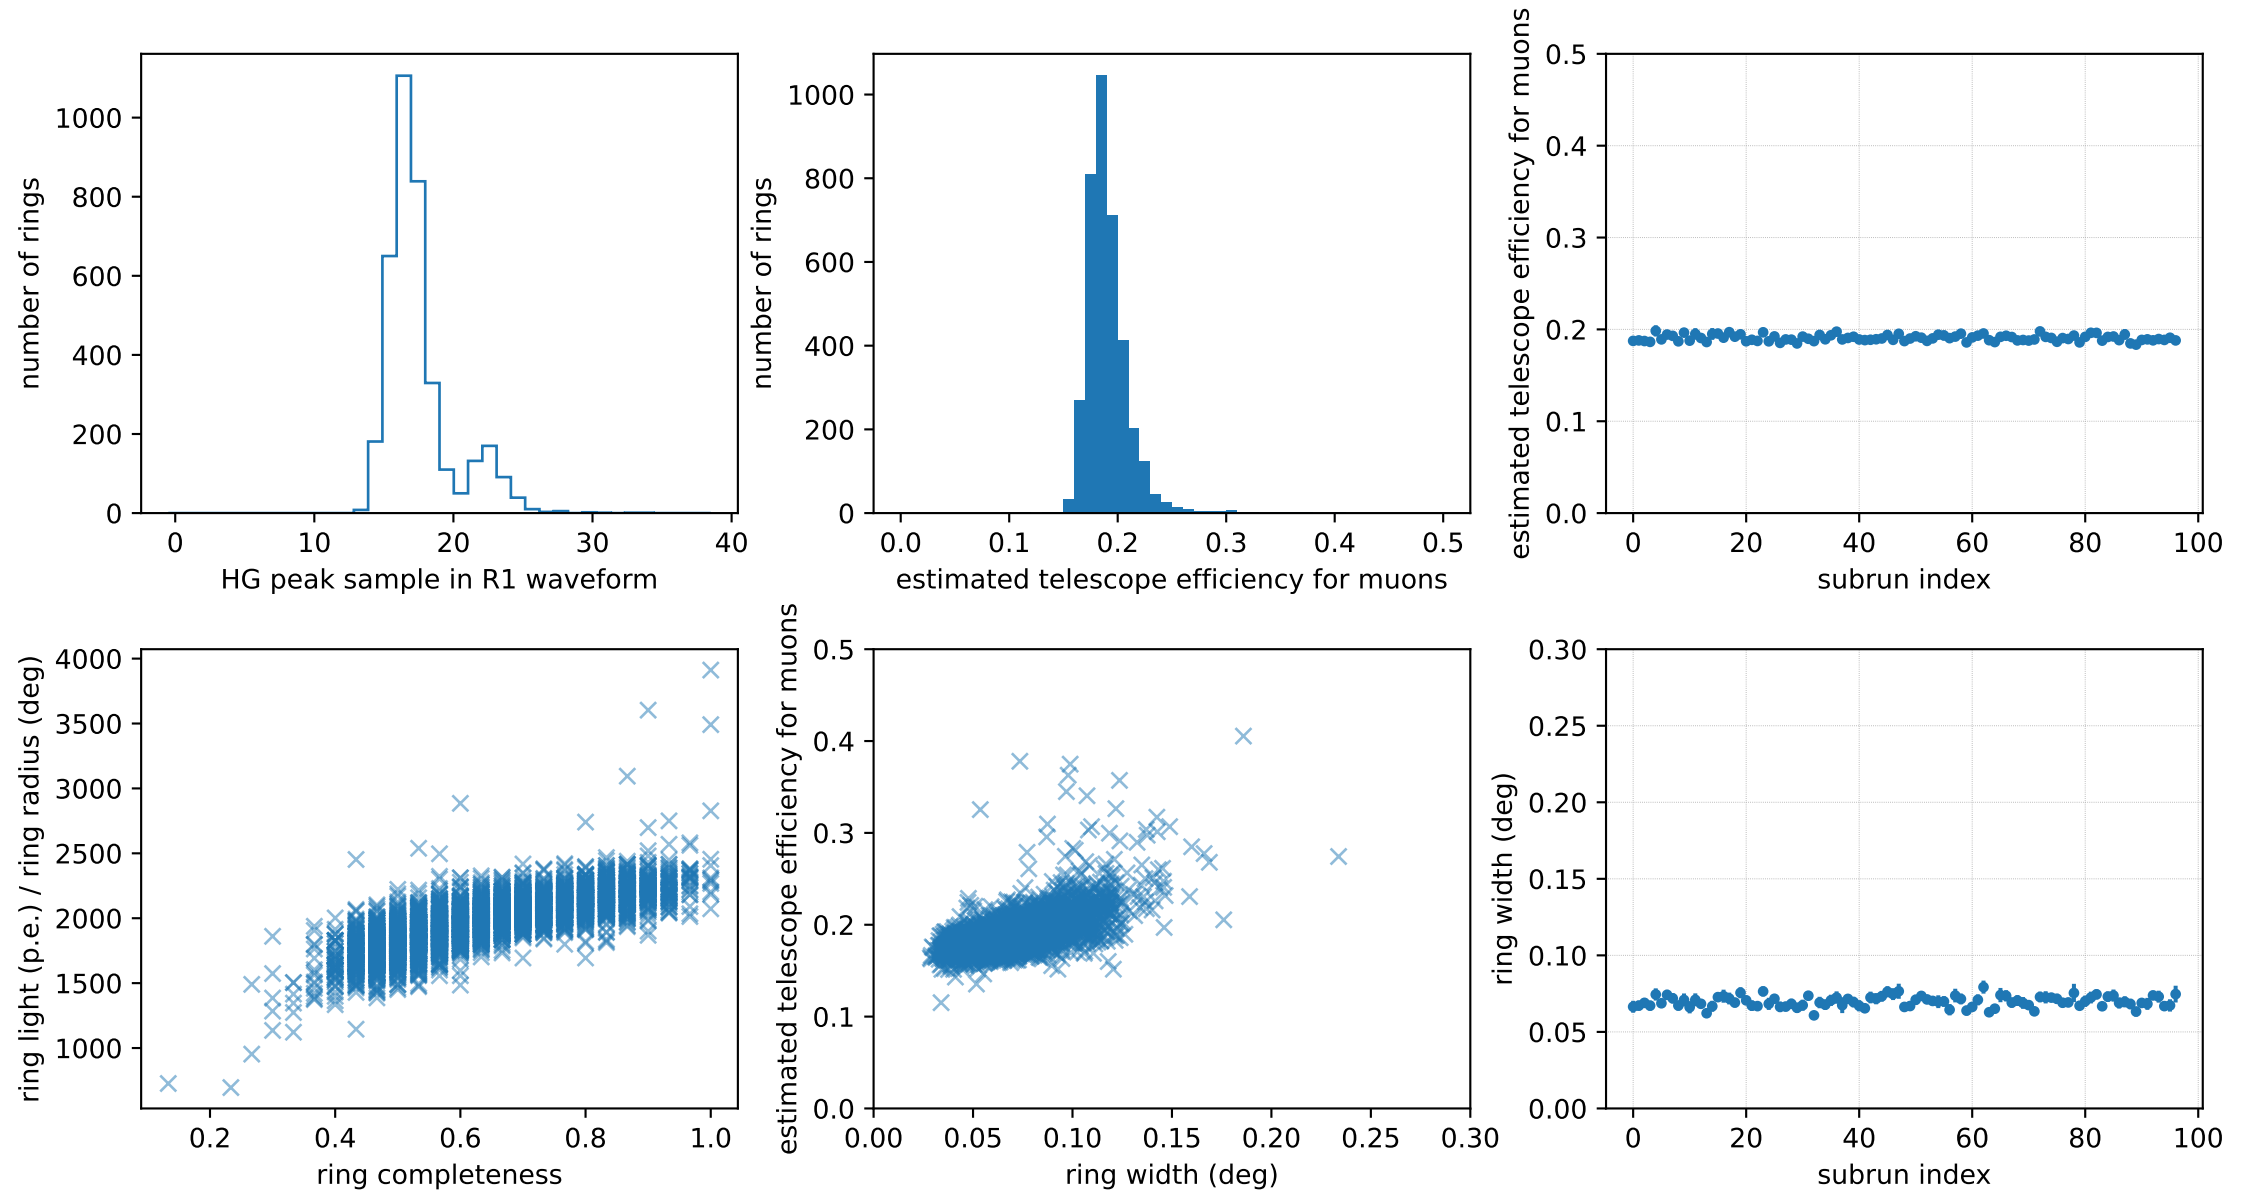 number of rings
1000
800
600
400
200
0
0 10 20 30 40
HG peak sample in R1 waveform
number of rings
1000
800
600
400
200
0
0.0 0.1 0.2 0.3 0.4 0.5
estimated telescope efficiency for muons
estimated telescope efficiency for muons
0.5
0.4
0.3
0.2
0.1
0.0
0 20 40 60 80 100
subrun index
ring light (p.e.) / ring radius (deg)
4000
3500
3000
2500
2000
1500
1000
0.2 0.4 0.6 0.8 1.0
ring completeness
estimated telescope efficiency for muons
0.5
0.4
0.3
0.2
0.1
0.0
0.00 0.05 0.10 0.15 0.20 0.25 0.30
ring width (deg)
ring width (deg)
0.30
0.25
0.20
0.15
0.10
0.05
0.00
0 20 40 60 80 100
subrun index